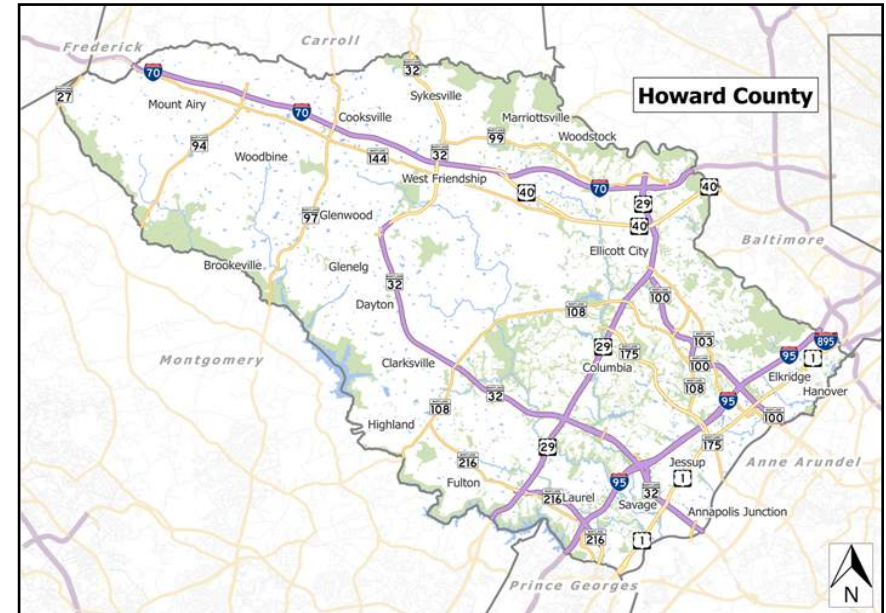 Frederick
Carroll
Howard County
27
70
Mount Airy
70
32
Sykesville
Marriottsville
Cooksville
94
144
MARYLAND
99
Woodstock
Woodbine
32
West Friendship
40
70
29
40
97
Glenwood
40
Ellicott City
Baltimore
Brookeville
Glenelg
32
Dayton
100
108
Montgomery
29
175
103
Columbia
100
95
895
1
Clarksville
32
108
Elkridge
Hanover
108
95
100
Highland
29
175
216
Jessup
Anne Arundel
Fulton
95
1
216
Laurel
32
Savage
Annapolis Junction
216
1
Prince Georges
N